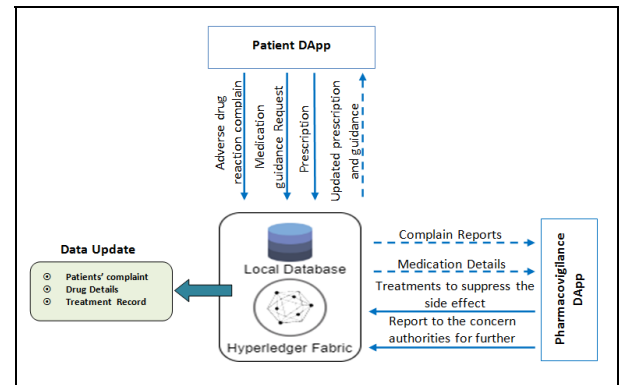 Patient DApp
Adverse drug
reaction complain
Medication
guidance Request
Prescription
Updated prescription
and guidance
Data Update
Patients' complaint
Drug Details
Treatment Record
Local Database
Hyperledger Fabric
Complain Reports
Medication Details
Treatments to suppress the
side effect
Report to the concern
authorities for further
Pharmacovigilance
DApp